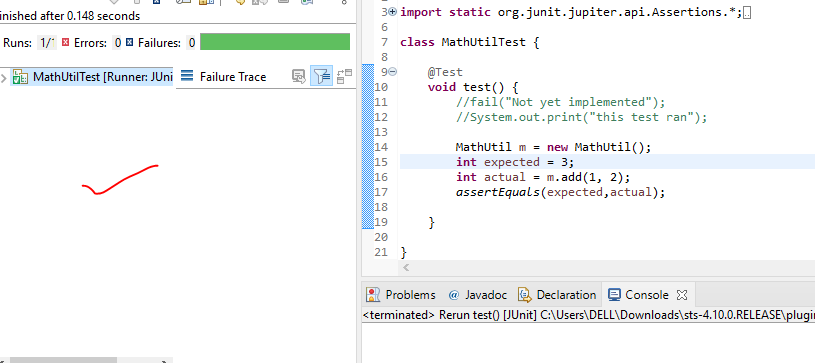 inished after 0.148 seconds
Runs: 1/1 Errors: 0 Failures: 0
MathUtilTest [Runner: JUni
Failure Trace
3 import static org.junit.jupiter.api.Assertions.*;
6
7 class MathUtilTest {
8
9 @Test
10 void test() {
11 //fail("Not yet implemented");
12 //System.out.print("this test ran");
13
14 MathUtil m = new MathUtil();
15 int expected = 3;
16 int actual = m.add(1, 2);
17 assertEquals(expected,actual);
18
19 }
20
21 }
Problems @ Javadoc Declaration Console
<terminated> Rerun test() [JUnit] C:\Users\DELL\Downloads\sts-4.10.0.RELEASE\plugin